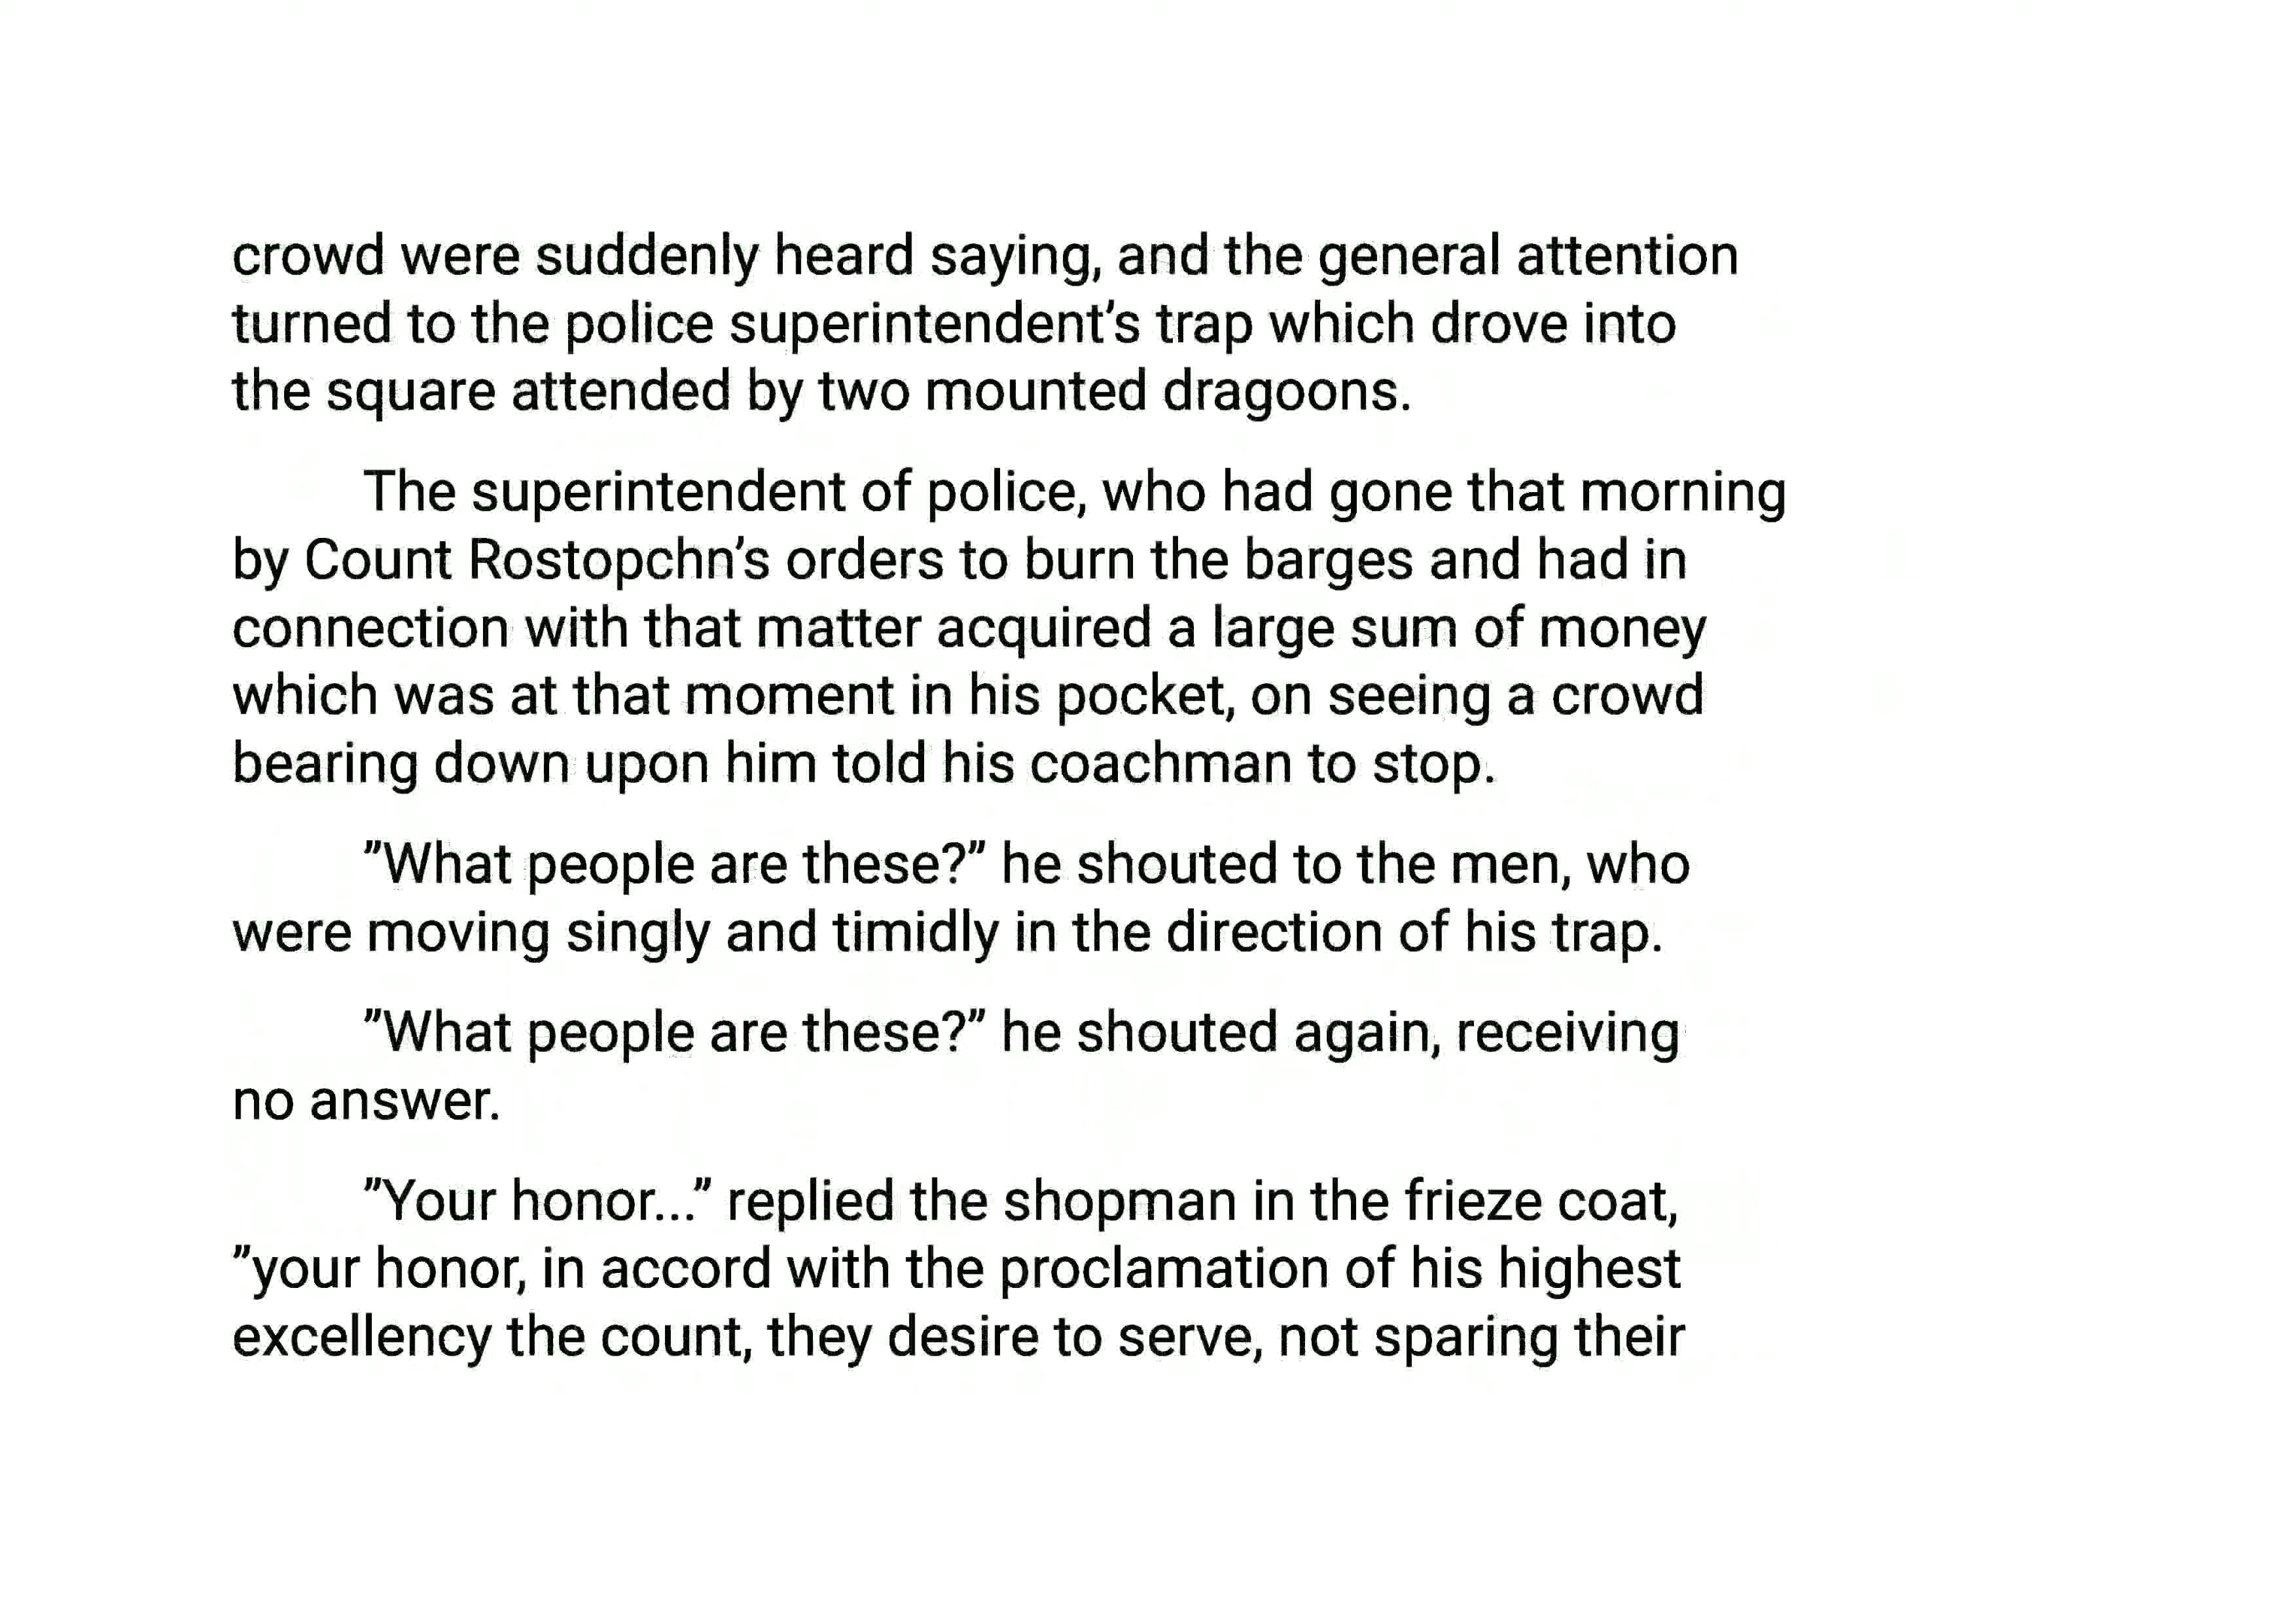 crowd were suddenly heard saying, and the general attention
turned to the police superintendent’s trap which drove into
the square attended by two mounted dragoons.
The superintendent of police, who had gone that morning
by Count Rostopchn’s orders to burn the barges and had in
connection with that matter acquired a large sum of money
which was at that moment in his pocket, on seeing a crowd
bearing down upon him told his coachman to stop.
”What people are these?” he shouted to the men, who
were moving singly and timidly in the direction of his trap.
”What people are these?” he shouted again, receiving
no answer.
”Your honor...” replied the shopman in the frieze coat,
”your honor, in accord with the proclamation of his highest
excellency the count, they desire to serve, not sparing their